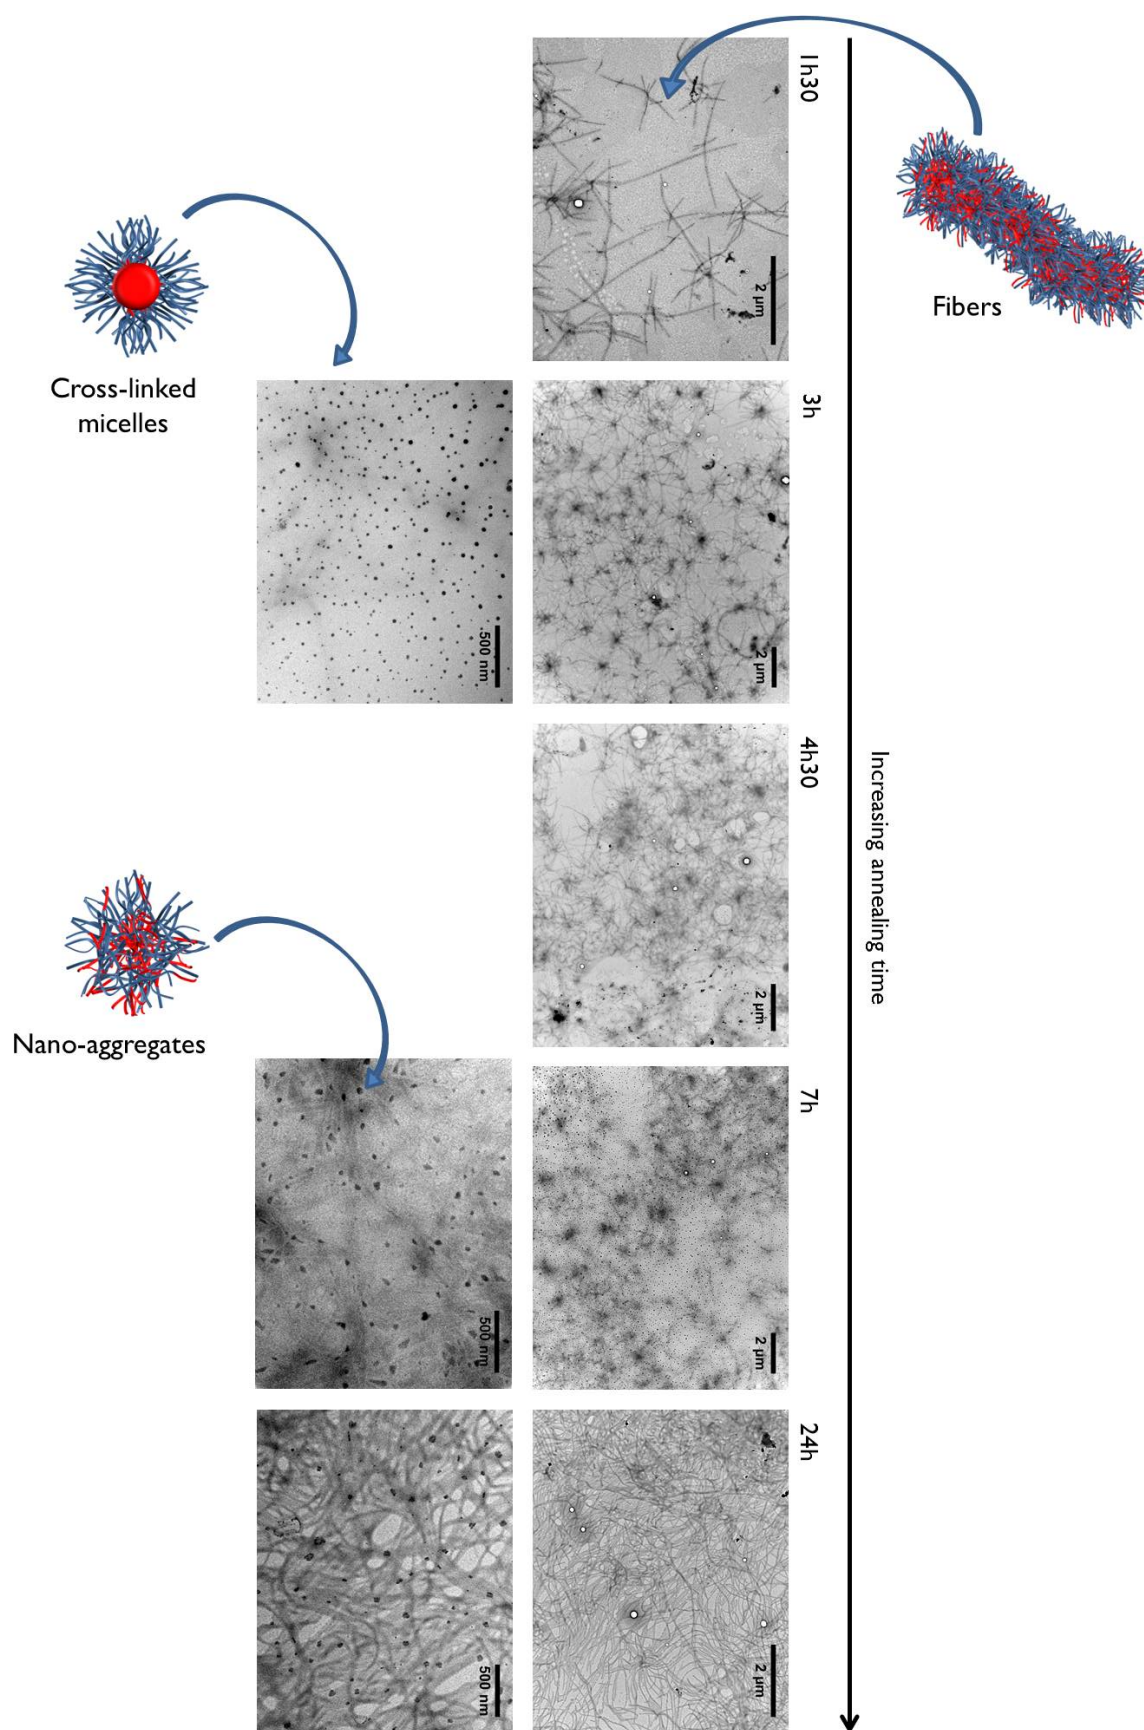 1h30
2 µm
Fibers
Cross-linked
micelles
3h
500 nm
2 µm
4h30
2 µm
Increasing annealing time
Nano-aggregates
7h
500 nm
2 µm
24h
500 nm
2 µm